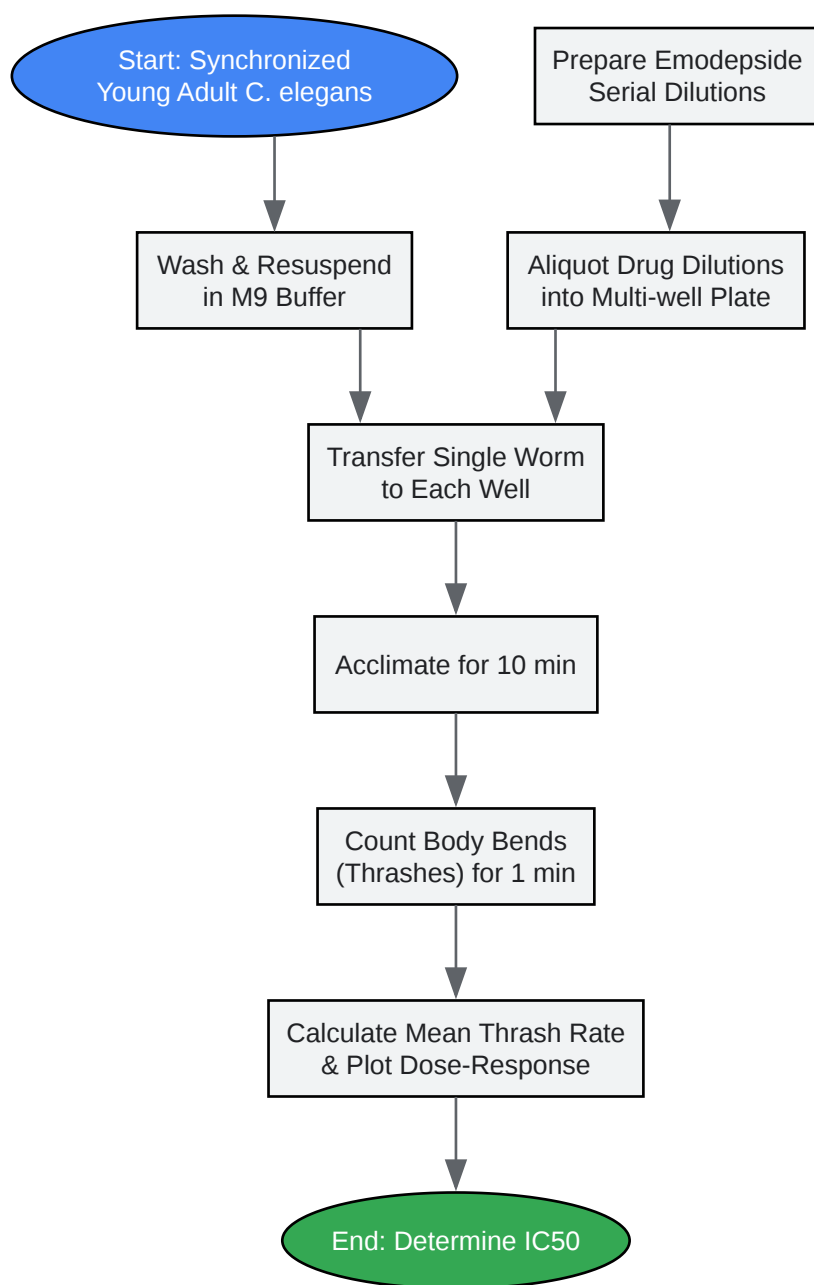 Start: Synchronized
Young Adult C. elegans
Prepare Emodepside
Serial Dilutions
Wash & Resuspend
in M9 Buffer
Aliquot Drug Dilutions
into Multi-well Plate
Transfer Single Worm
to Each Well
Acclimate for 10 min
Count Body Bends
(Thrashes) for 1 min
Calculate Mean Thrash Rate
& Plot Dose-Response
End: Determine IC50